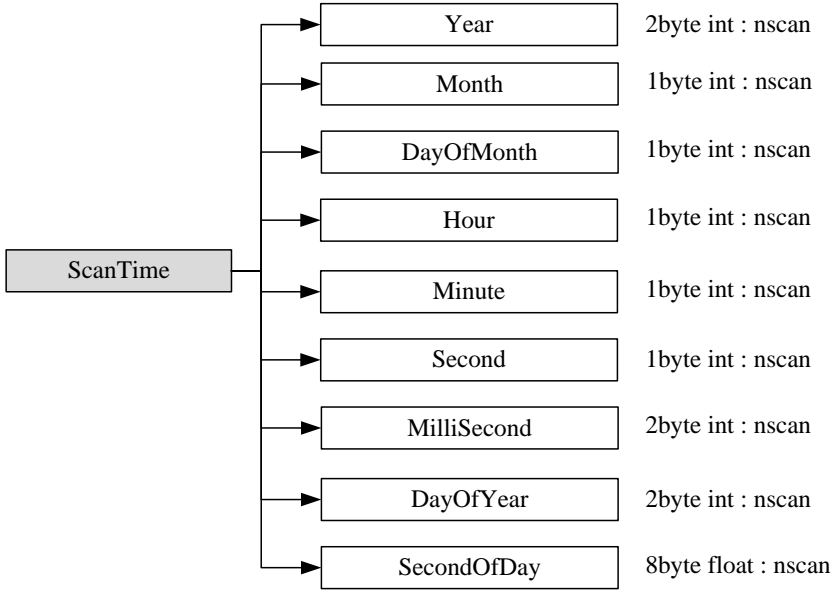 Year 2byte int : nscan
Month 1byte int : nscan
DayOfMonth 1byte int : nscan
Hour 1byte int : nscan
ScanTime
Minute 1byte int : nscan
Second 1byte int : nscan
MilliSecond 2byte int : nscan
DayOfYear 2byte int : nscan
SecondOfDay 8byte float : nscan